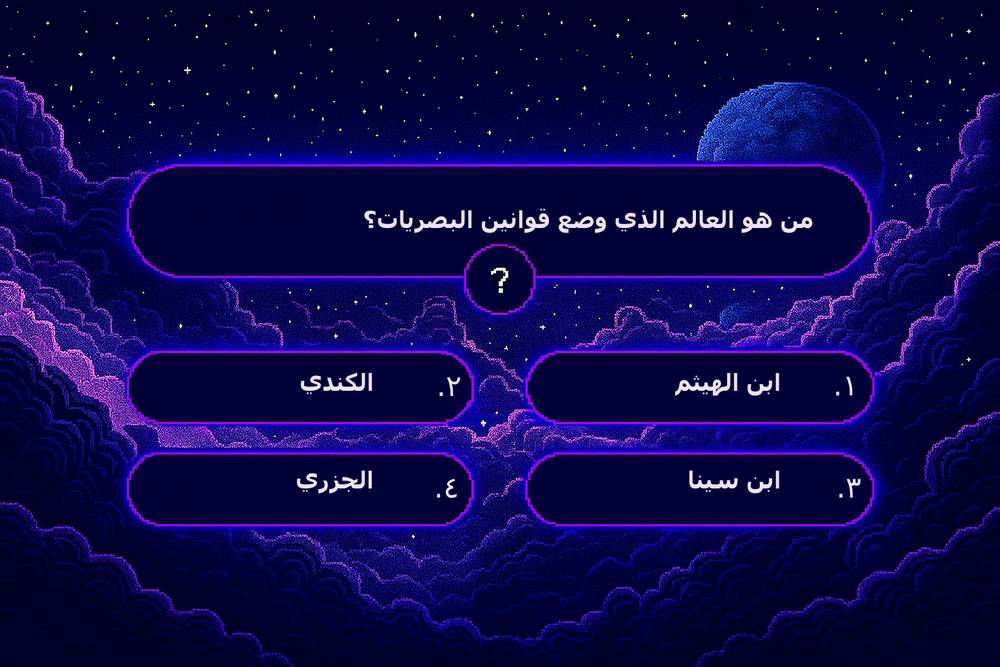 من هو العالم الذي وضع قوانين البصريات؟
?
١. ابن الهيثم
٢. الكندي
٣. ابن سينا
٤. الجزري